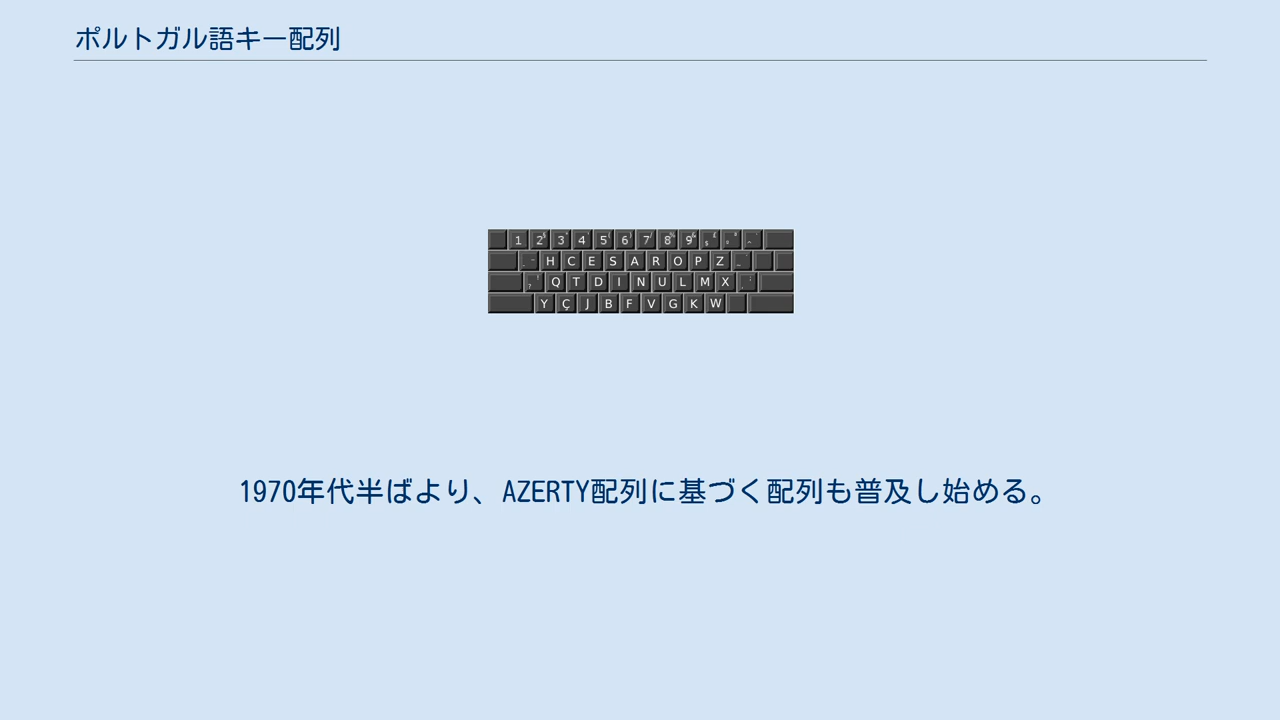 ポルトガル語キー配列
1 2 3 4 5 6 7 8 9
H C E S A R O P Z
Q T D I N U L M X
Y Ç J B F V G K W
1970年代半ばより、AZERTY配列に基づく配列も普及し始める。